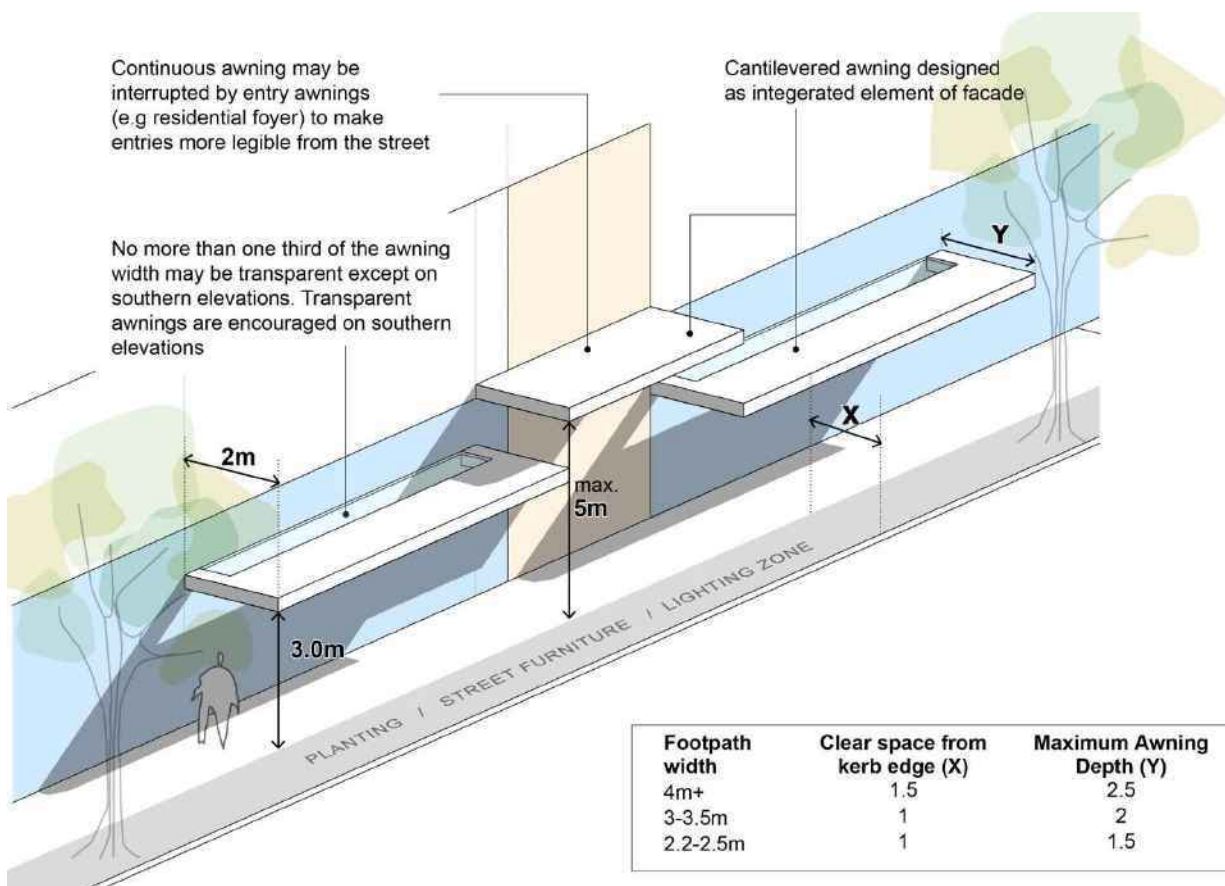 Continuous awning may be
interrupted by entry awnings
(e.g residential foyer) to make
entries more legible from the street
Cantilevered awning designed
as integerated element of facade
No more than one third of the awning
width may be transparent except on
southern elevations. Transparent
awnings are encouraged on southern
elevations
Y
X
2m
max.
5m
3.0m
PLANTING / STREET FURNITURE / LIGHTING ZONE
Footpath width Clear space from kerb edge (X) Maximum Awning Depth (Y)
4m+ 1.5 2.5
3-3.5m 1 2
2.2-2.5m 1 1.5